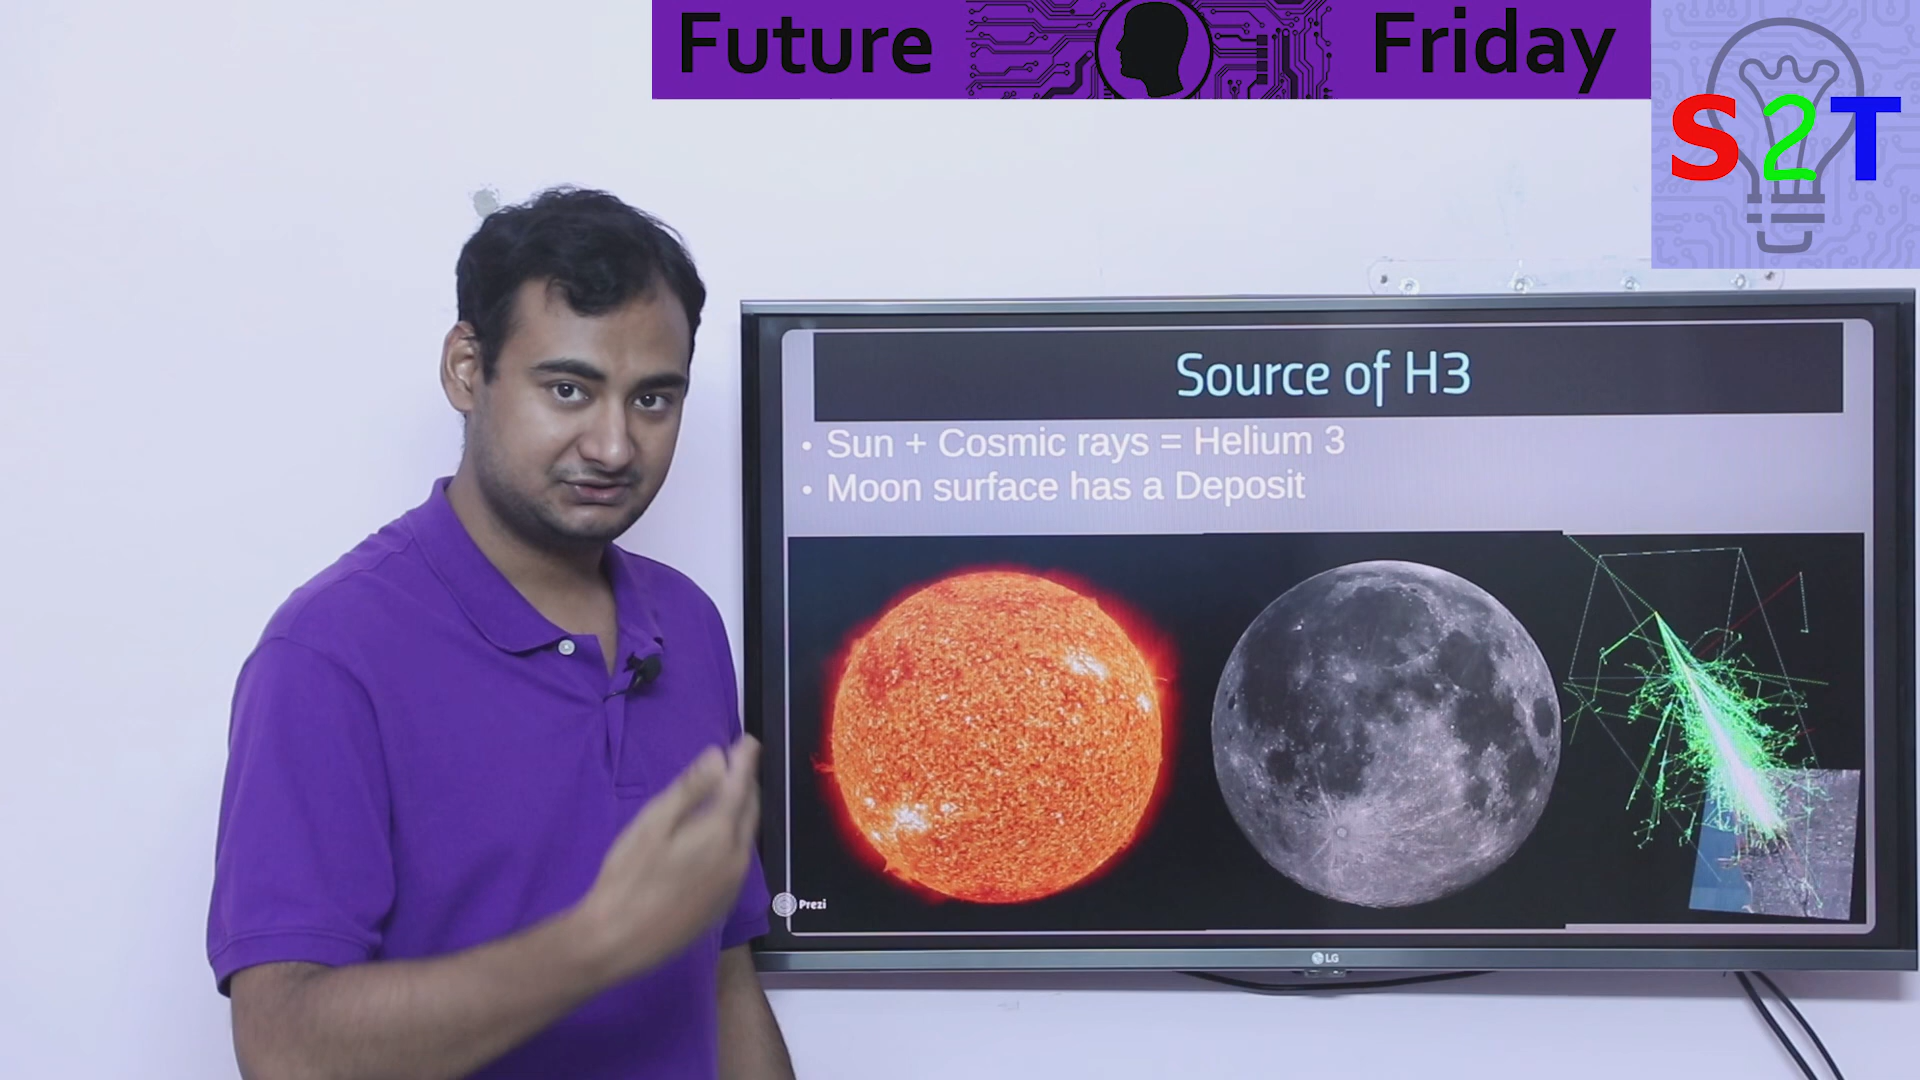 Future Friday
S2T
Source of H3
• Sun + Cosmic rays = Helium 3
• Moon surface has a Deposit
Prezi
LG